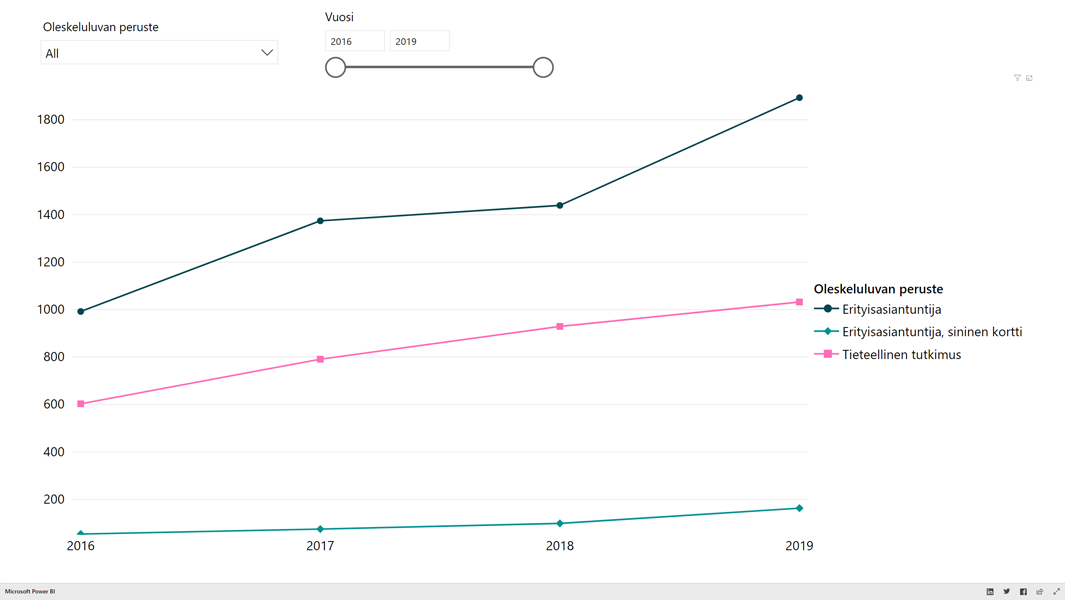 Oleskeluluvan peruste
All
Vuosi
2016
2019
1800
1600
1400
1200
1000
800
600
400
200
2016
2017
2018
2019
Oleskeluluvan peruste
Erityisasiantuntija
Erityisasiantuntija, sininen kortti
Tieteellinen tutkimus
Microsoft Power BI